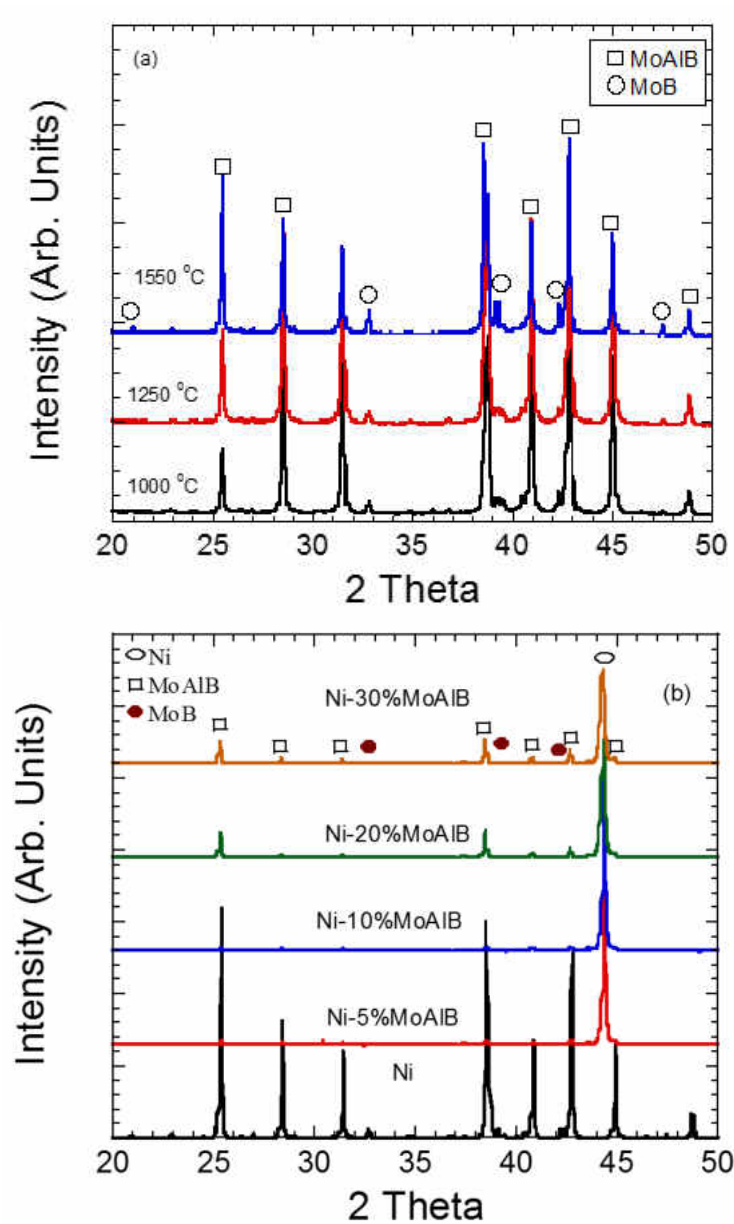 (a)
MoAlB
MoB
1550 °C
1250 °C
1000 °C
Intensity (Arb. Units)
20 25 30 35 40 45 50
2 Theta
Ni
MoAlB
MoB
(b)
Ni-30%MoAlB
Ni-20%MoAlB
Ni-10%MoAlB
Ni-5%MoAlB
Ni
Intensity (Arb. Units)
20 25 30 35 40 45 50
2 Theta